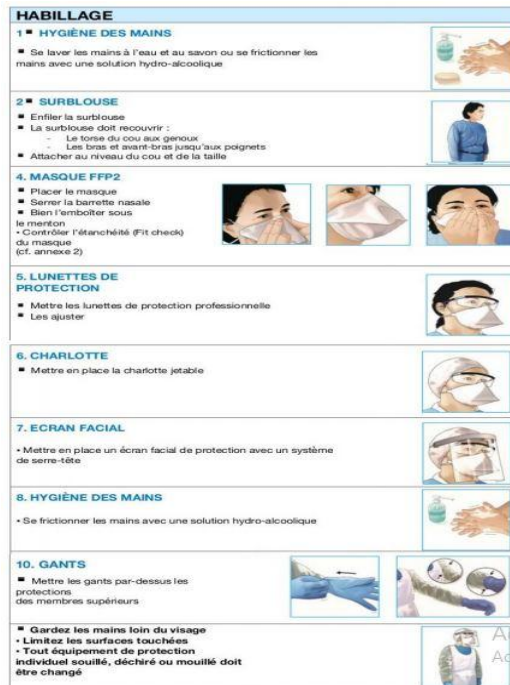 HABILLAGE
1 ■ HYGIÈNE DES MAINS
■ Se laver les mains à l'eau et au savon ou se frictionner les
mains avec une solution hydro-alcoolique
2 ■ SURBLOUSE
■ Enfiler la surblouse
■ La surblouse doit recouvrir :
- Le torse du cou aux genoux
- Les bras et avant-bras jusqu'aux poignets
■ Attacher au niveau du cou et de la taille
4. MASQUE FFP2
■ Placer le masque
■ Serrer la barrette nasale
■ Bien l'emboîter sous
le menton
• Contrôler l'étanchéité (Fit check)
du masque
(cf. annexe 2)
5. LUNETTES DE
PROTECTION
■ Mettre les lunettes de protection professionnelle
■ Les ajuster
6. CHARLOTTE
■ Mettre en place la charlotte jetable
7. ECRAN FACIAL
• Mettre en place un écran facial de protection avec un système
de serre-tête
8. HYGIÈNE DES MAINS
• Se frictionner les mains avec une solution hydro-alcoolique
10. GANTS
■ Mettre les gants par-dessus les
protections
des membres supérieurs
■ Gardez les mains loin du visage
• Limitez les surfaces touchées
• Tout équipement de protection
individuel souillé, déchiré ou mouillé doit
être changé